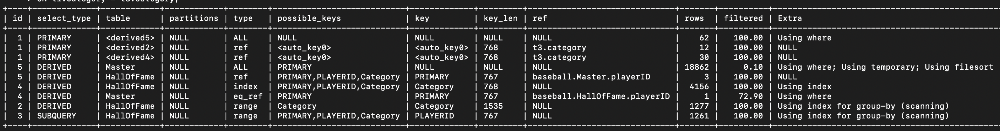 > ON t1.category = t3.category;
+----+-------------+------------+------------+--------+---------------------------+-------------+---------+-------------------------------+-------+----------+----------------------------------------------
| id | select_type | table      | partitions | type   | possible_keys             | key         | key_len | ref                           | rows  | filtered | Extra
+----+-------------+------------+------------+--------+---------------------------+-------------+---------+-------------------------------+-------+----------+----------------------------------------------
|  1 | PRIMARY     | <derived5> | NULL       | ALL    | NULL                      | NULL        | NULL    | NULL                          |    62 |   100.00 | Using where
|  1 | PRIMARY     | <derived2> | NULL       | ref    | <auto_key0>               | <auto_key0> | 768     | t3.category                   |    12 |   100.00 | NULL
|  1 | PRIMARY     | <derived4> | NULL       | ref    | <auto_key0>               | <auto_key0> | 768     | t3.category                   |    30 |   100.00 | NULL
|  5 | DERIVED     | Master     | NULL       | ALL    | PRIMARY                   | NULL        | NULL    | NULL                          | 18862 |     0.10 | Using where; Using temporary; Using filesort
|  5 | DERIVED     | HallOfFame | NULL       | ref    | PRIMARY,PLAYERID,Category | PRIMARY     | 767     | baseball.Master.playerID      |     3 |   100.00 | NULL
|  4 | DERIVED     | HallOfFame | NULL       | index  | PRIMARY,PLAYERID,Category | Category    | 768     | NULL                          |  4156 |   100.00 | Using index
|  4 | DERIVED     | Master     | NULL       | eq_ref | PRIMARY                   | PRIMARY     | 767     | baseball.HallOfFame.playerID |     1 |    72.90 | Using where
|  2 | DERIVED     | HallOfFame | NULL       | range  | Category                  | Category    | 1535    | NULL                          |  1277 |   100.00 | Using index for group-by (scanning)
|  3 | SUBQUERY    | HallOfFame | NULL       | range  | PRIMARY,PLAYERID,Category | PLAYERID    | 767     | NULL                          |  1261 |   100.00 | Using index for group-by (scanning)
+----+-------------+------------+------------+--------+---------------------------+-------------+---------+-------------------------------+-------+----------+----------------------------------------------